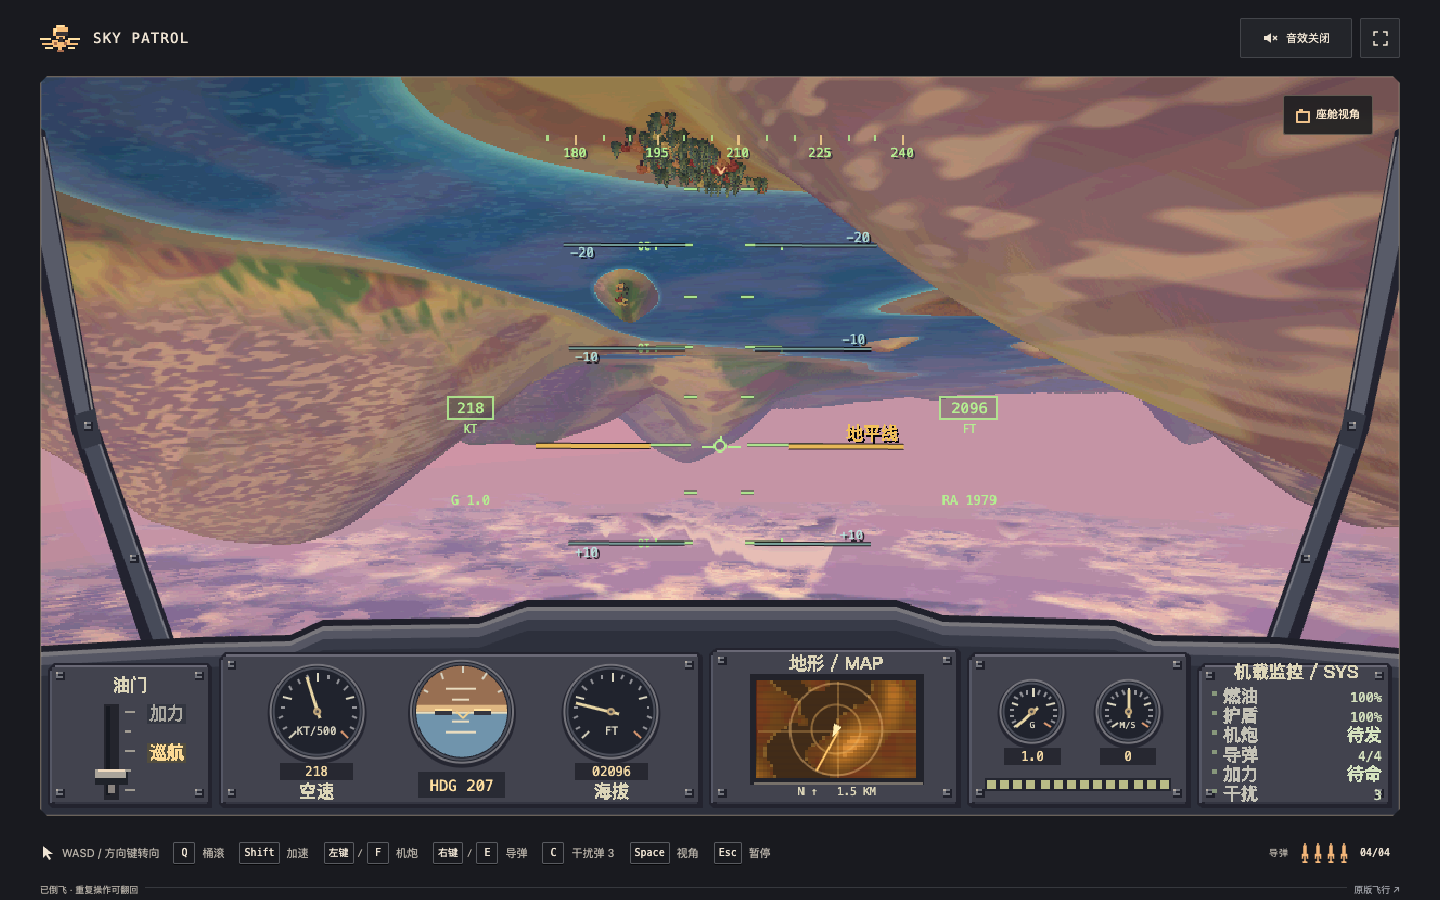 SKY PATROL
音效关闭
座舱视角
180 195 210 225 240
-20 -20
-10 -10
218
KT
2096
FT
地平线
G 1.0
RA 1979
+10 +10
油门
加力
巡航
KT/500
218
空速
HDG 207
FT
02096
海拔
地形 / MAP
N ↑ 1.5 KM
G
1.0
M/S
0
机载监控 / SYS
燃油 100%
护盾 100%
机炮 待发
导弹 4/4
加力 待命
干扰 3
WASD / 方向键转向 Q 桶滚 Shift 加速 左键 / F 机炮 右键 / E 导弹 C 干扰弹 3 Space 视角 Esc 暂停
导弹 04/04
已倒飞 · 重复操作可翻回
原版飞行 ↗